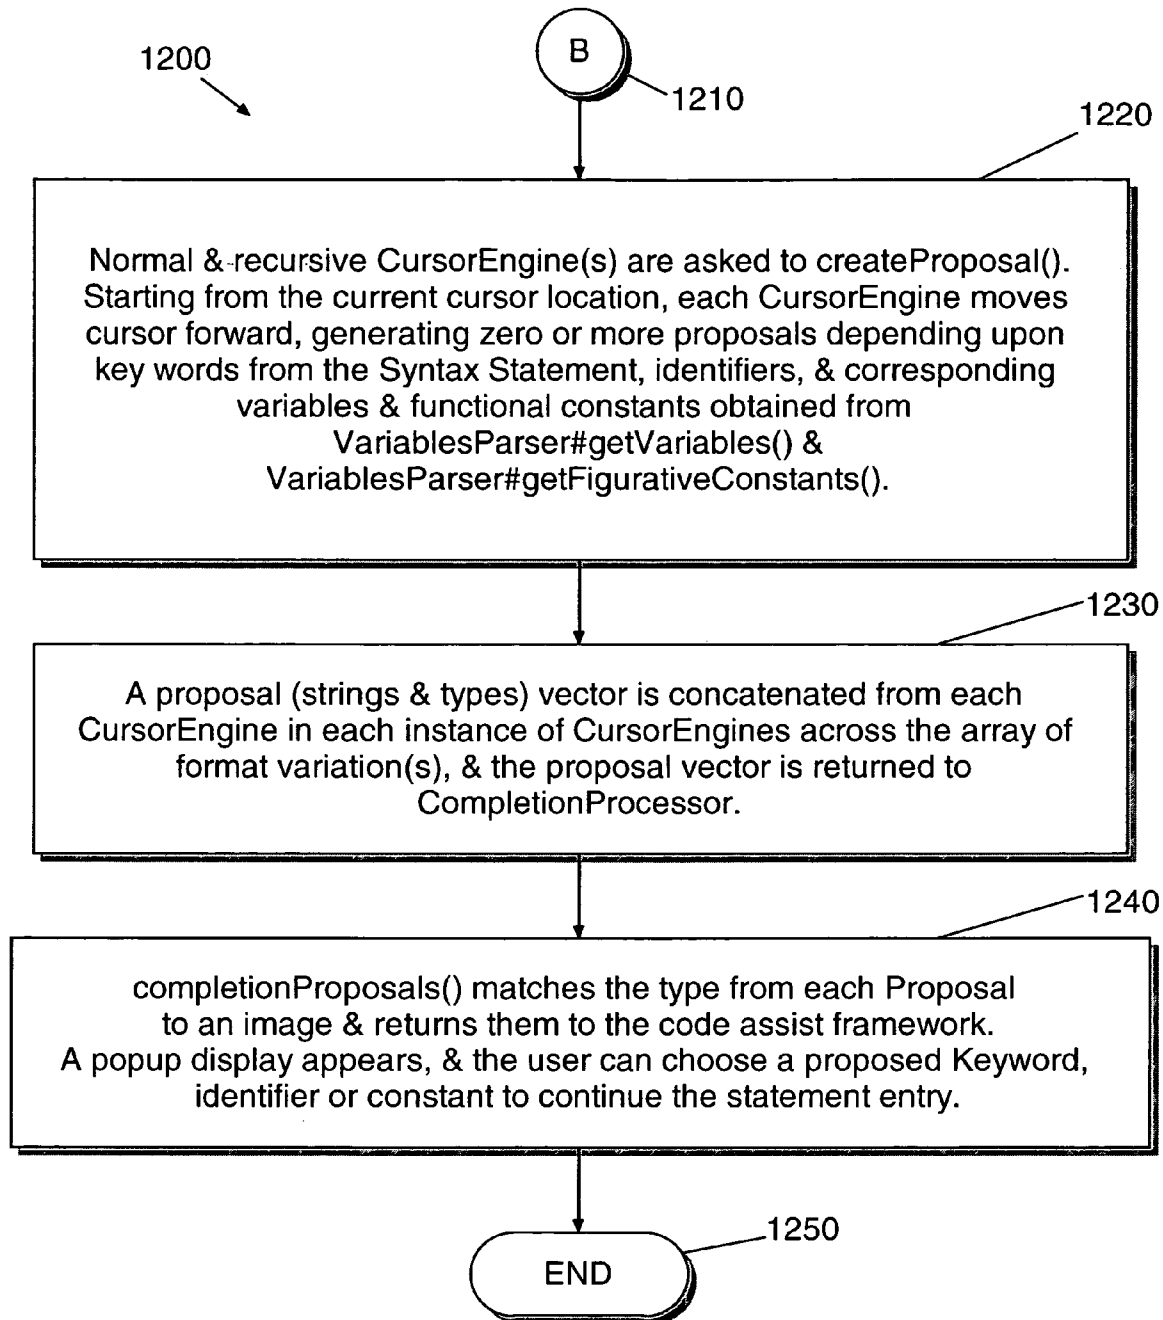 B
1200
1210
1220
Normal & recursive CursorEngine(s) are asked to createProposal().
Starting from the current cursor location, each CursorEngine moves
cursor forward, generating zero or more proposals depending upon
key words from the Syntax Statement, identifiers, & corresponding
variables & functional constants obtained from
VariablesParser#getVariables() &
VariablesParser#getFigurativeConstants().
1230
A proposal (strings & types) vector is concatenated from each
CursorEngine in each instance of CursorEngines across the array of
format variation(s), & the proposal vector is returned to
CompletionProcessor.
1240
completionProposals() matches the type from each Proposal
to an image & returns them to the code assist framework.
A popup display appears, & the user can choose a proposed Keyword,
identifier or constant to continue the statement entry.
1250
END